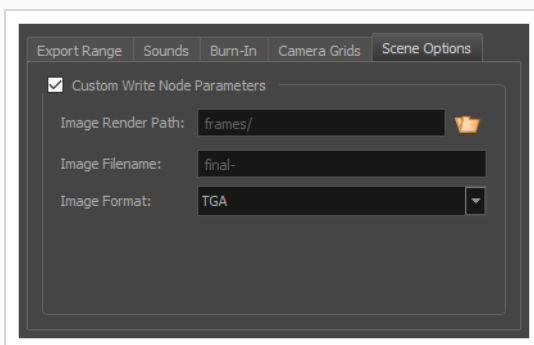 Export Range Sounds Burn-In Camera Grids Scene Options
Custom Write Node Parameters
Image Render Path: frames/
Image Filename: final-
Image Format: TGA